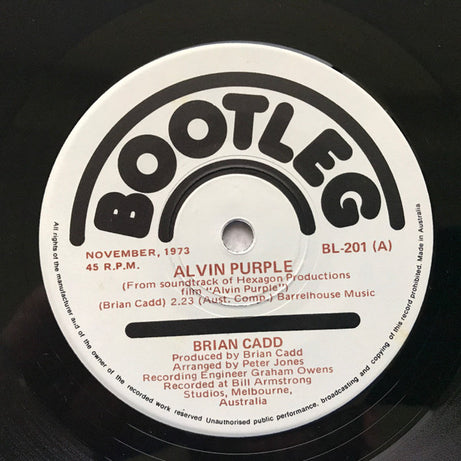 BOOTLEG
NOVEMBER, 1973
45 R.P.M.
BL-201 (A)
ALVIN PURPLE
(From soundtrack of Hexagon Productions
film "Alvin Purple")
(Brian Cadd) 2.23 (Aust. Comp.) Barrelhouse Music
BRIAN CADD
Produced by Brian Cadd
Arranged by Peter Jones
Recording Engineer Graham Owens
Recorded at Bill Armstrong
Studios, Melbourne,
Australia
All rights of the manufacturer and of the owner of the recorded work reserved Unauthorised public performance, broadcasting and copying of this record prohibited. Made in Australia